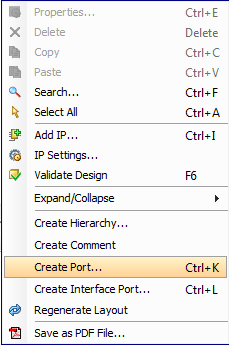 Properties... Ctrl+E
Delete Delete
Copy Ctrl+C
Paste Ctrl+V
Search... Ctrl+F
Select All Ctrl+A
Add IP... Ctrl+I
IP Settings...
Validate Design F6
Expand/Collapse
Create Hierarchy...
Create Comment
Create Port... Ctrl+K
Create Interface Port... Ctrl+L
Regenerate Layout
Save as PDF File...